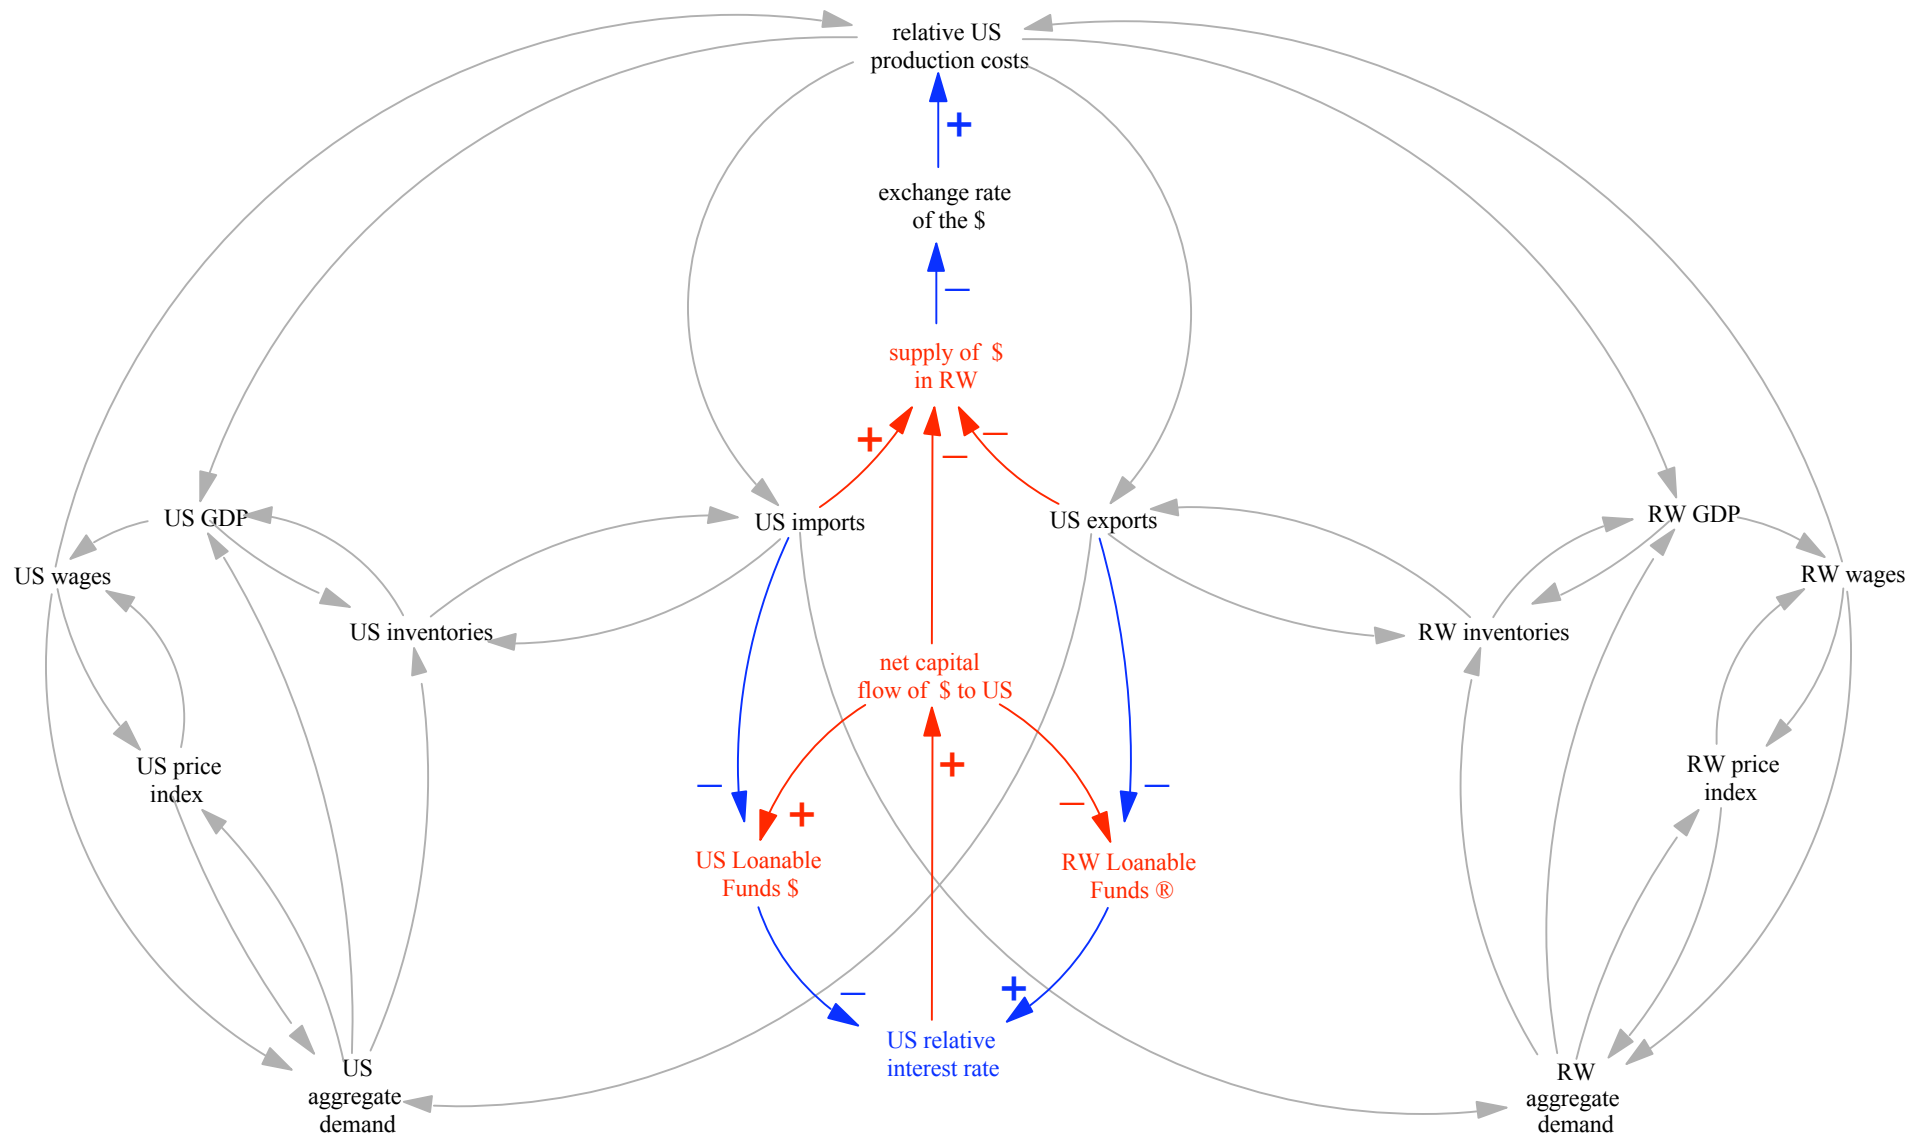 relative US
production costs
+
exchange rate
of the $
–
supply of $
in RW
+
–
–
US GDP
US imports
US exports
RW GDP
US wages
RW wages
US inventories
RW inventories
net capital
flow of $ to US
US price
index
+
RW price
index
–
+
–
–
US Loanable
Funds $
RW Loanable
Funds ®
–
+
US relative
interest rate
US
aggregate
demand
RW
aggregate
demand